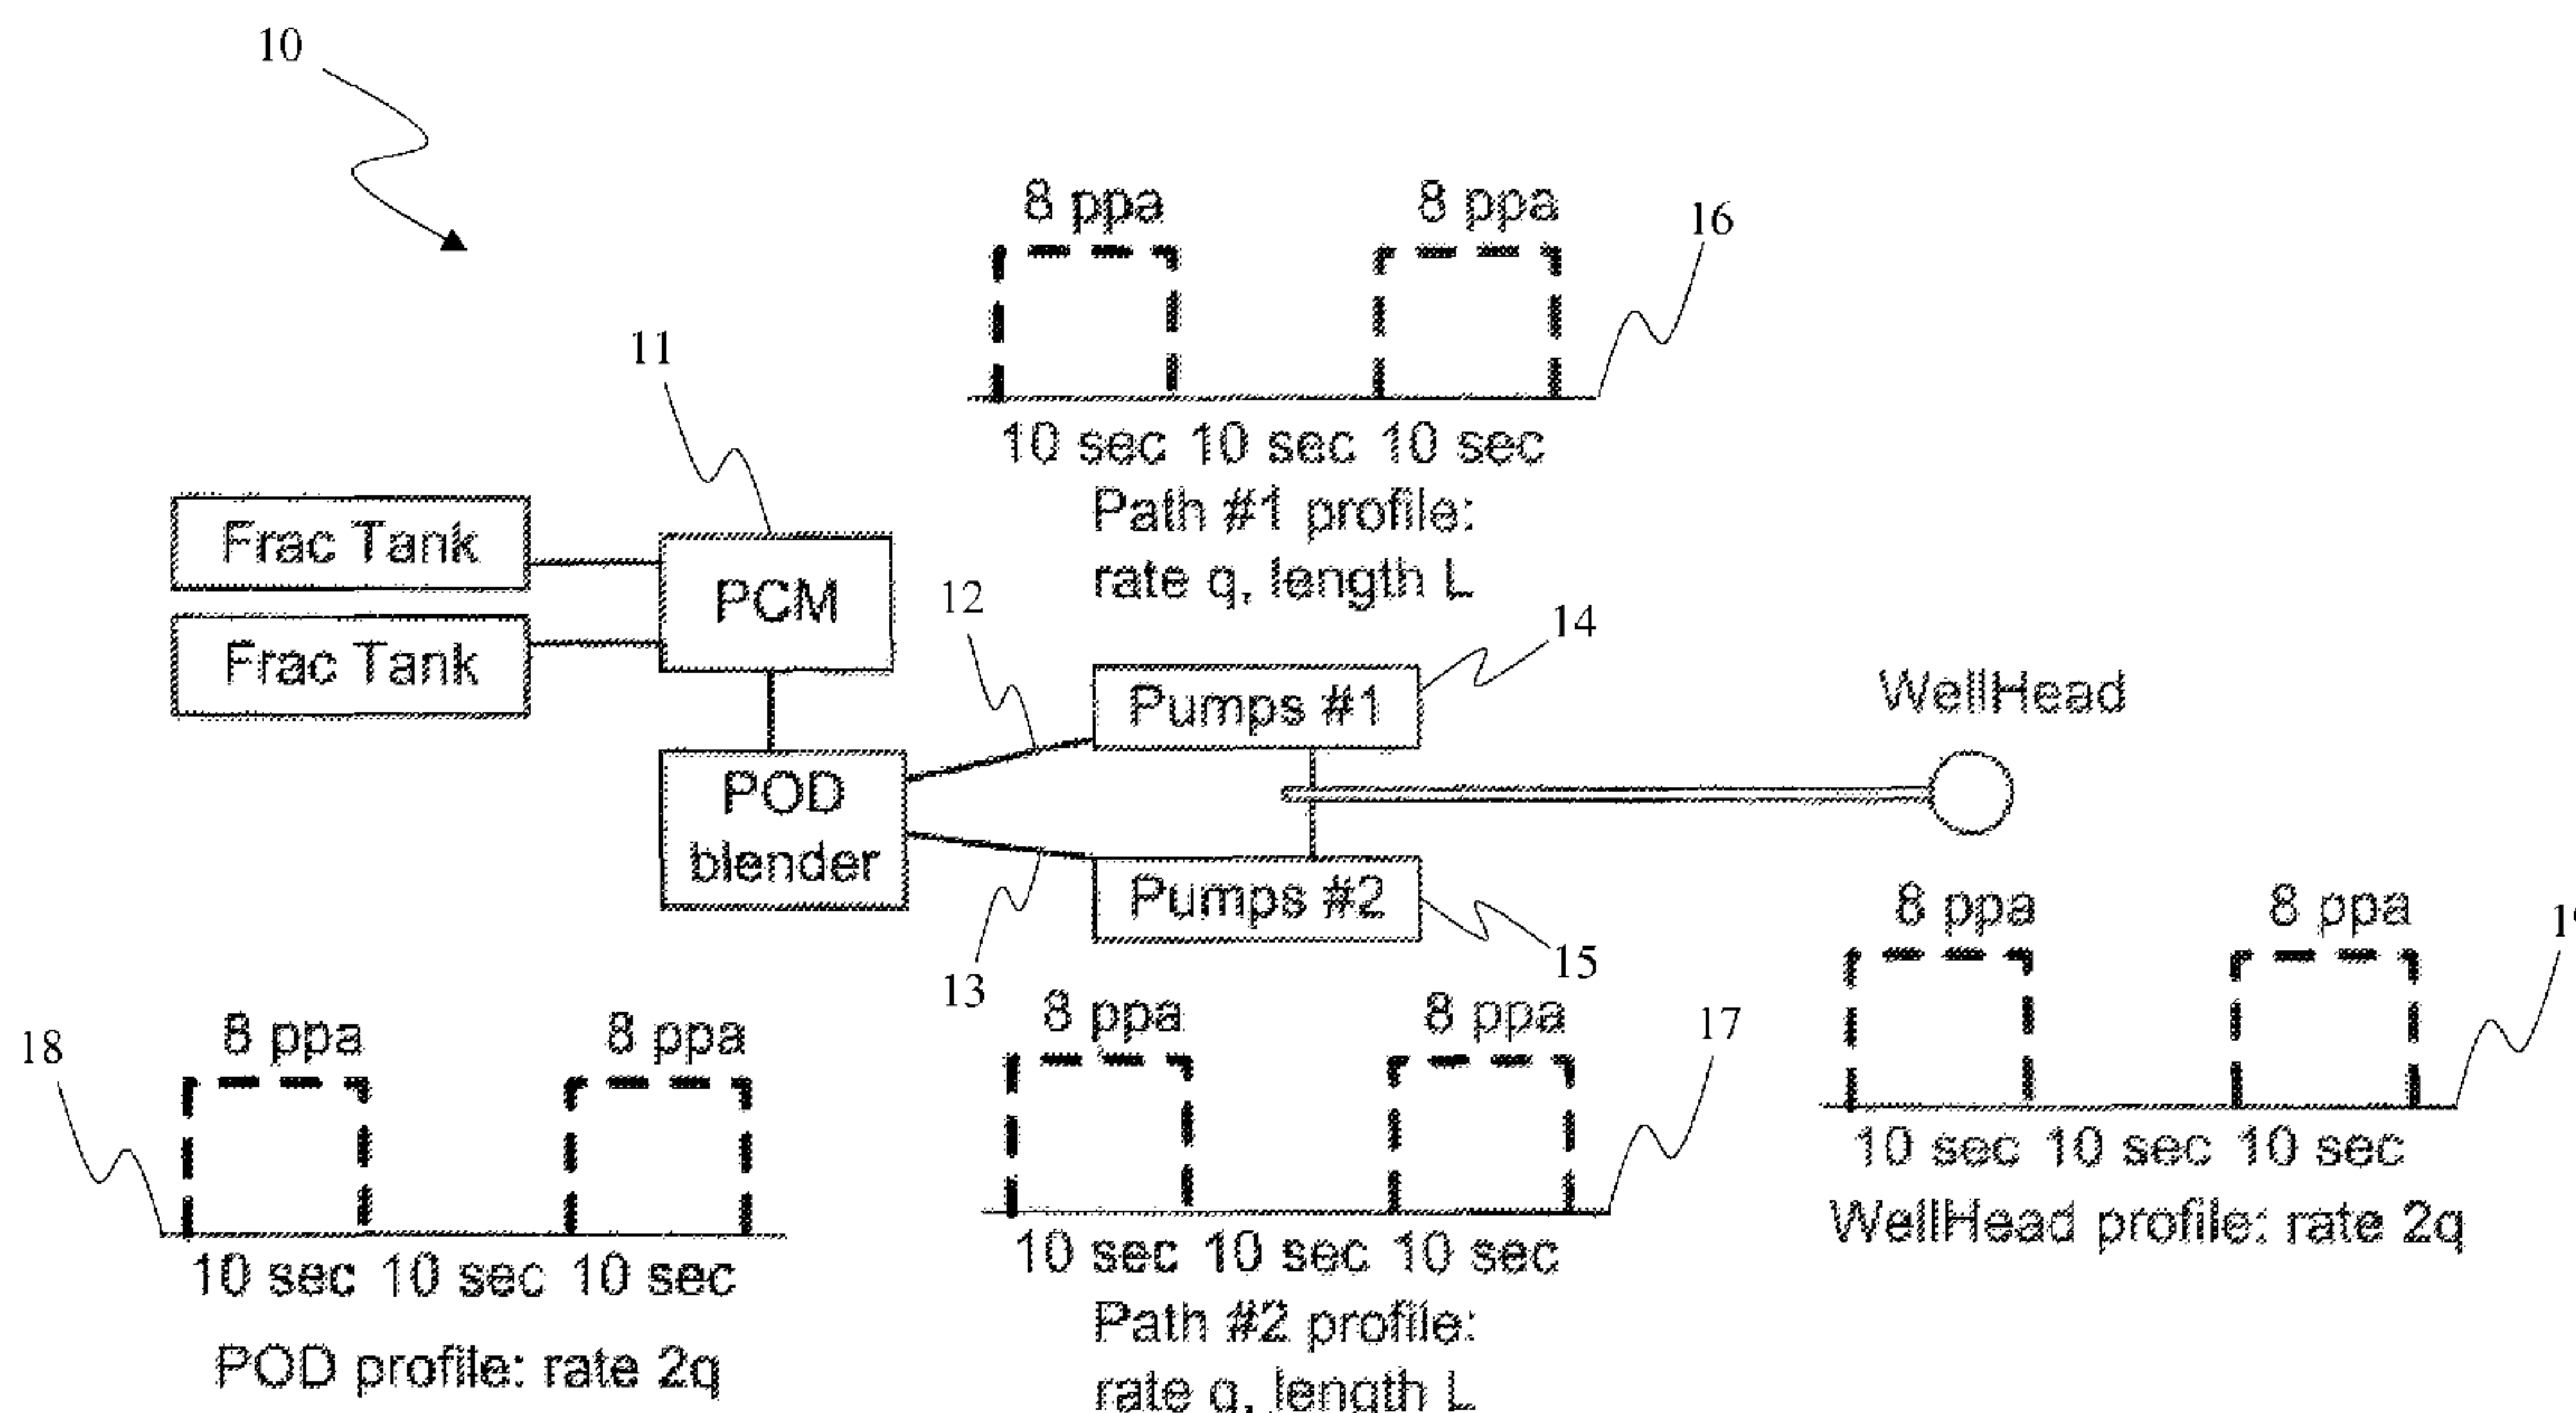 10
8 ppa 8 ppa
16
10 sec 10 sec 10 sec
Path #1 profile:
rate q, length L
11
Frac Tank
Frac Tank
PCM
12
14
Pumps #1
WellHead
POD
blender
Pumps #2
13
15
8 ppa 8 ppa
18
10 sec 10 sec 10 sec
POD profile: rate 2q
8 ppa 8 ppa
17
10 sec 10 sec 10 sec
Path #2 profile:
rate q, length L
8 ppa 8 ppa
10 sec 10 sec 10 sec
WellHead profile: rate 2q